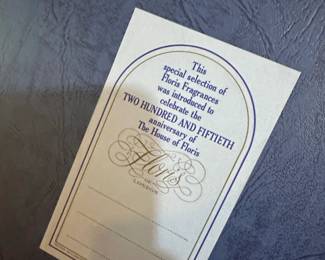 This
special selection of
Floris Fragrances
was introduced to
celebrate the
TWO HUNDRED AND FIFTIETH
anniversary of
The House of Floris
Floris
OF
LONDON